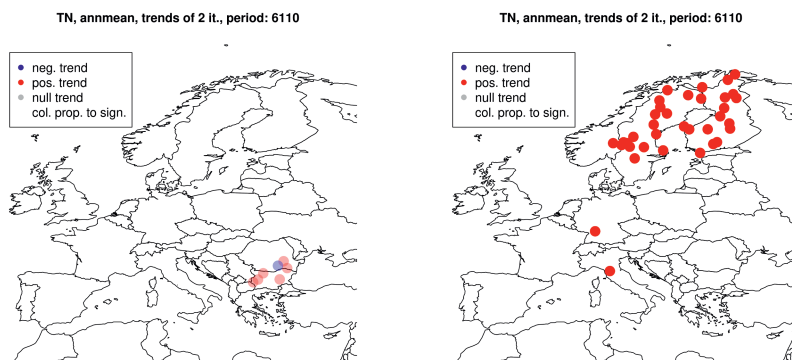 TN, annmean, trends of 2 it., period: 6110
neg. trend
pos. trend
null trend
col. prop. to sign.
TN, annmean, trends of 2 it., period: 6110
neg. trend
pos. trend
null trend
col. prop. to sign.